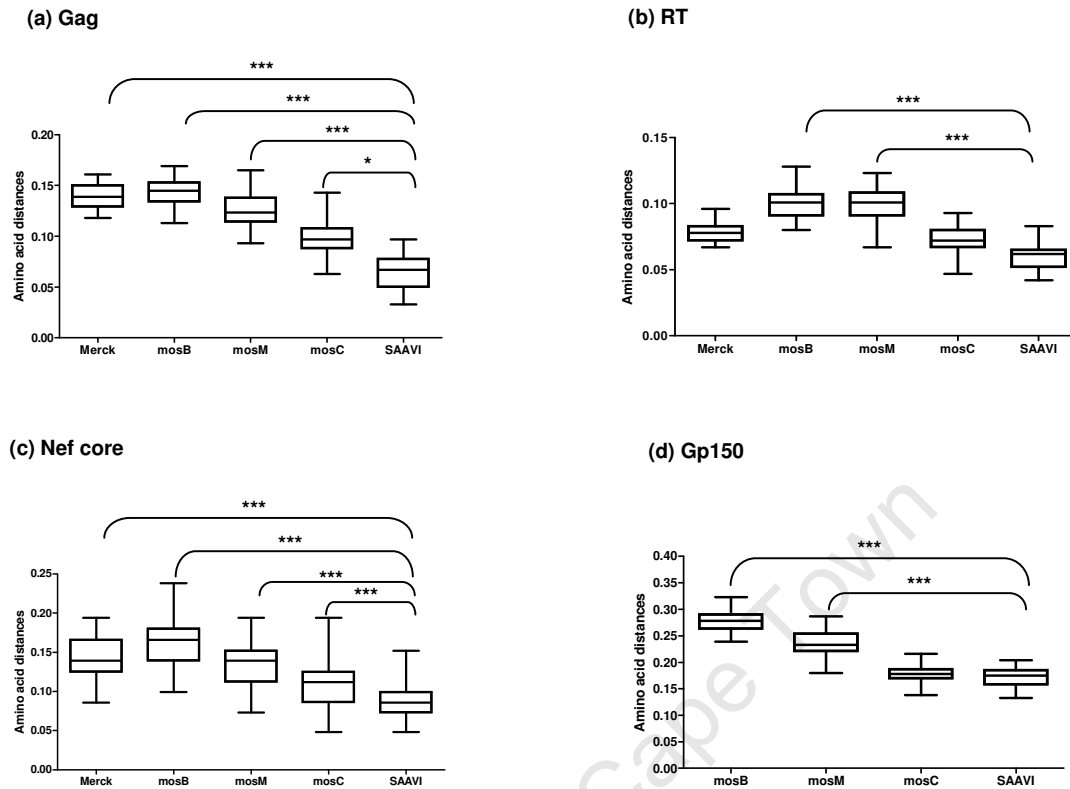 (a) Gag
***
***
***
*
0.20
0.15
0.10
0.05
0.00
Amino acid distances
Merck mosB mosM mosC SAAVI
(b) RT
***
***
0.15
0.10
0.05
0.00
Amino acid distances
Merck mosB mosM mosC SAAVI
(c) Nef core
***
***
***
***
0.25
0.20
0.15
0.10
0.05
0.00
Amino acid distances
Merck mosB mosM mosC SAAVI
(d) Gp150
***
***
0.40
0.35
0.30
0.25
0.20
0.15
0.10
0.05
0.00
Amino acid distances
mosB mosM mosC SAAVI
Cape Town